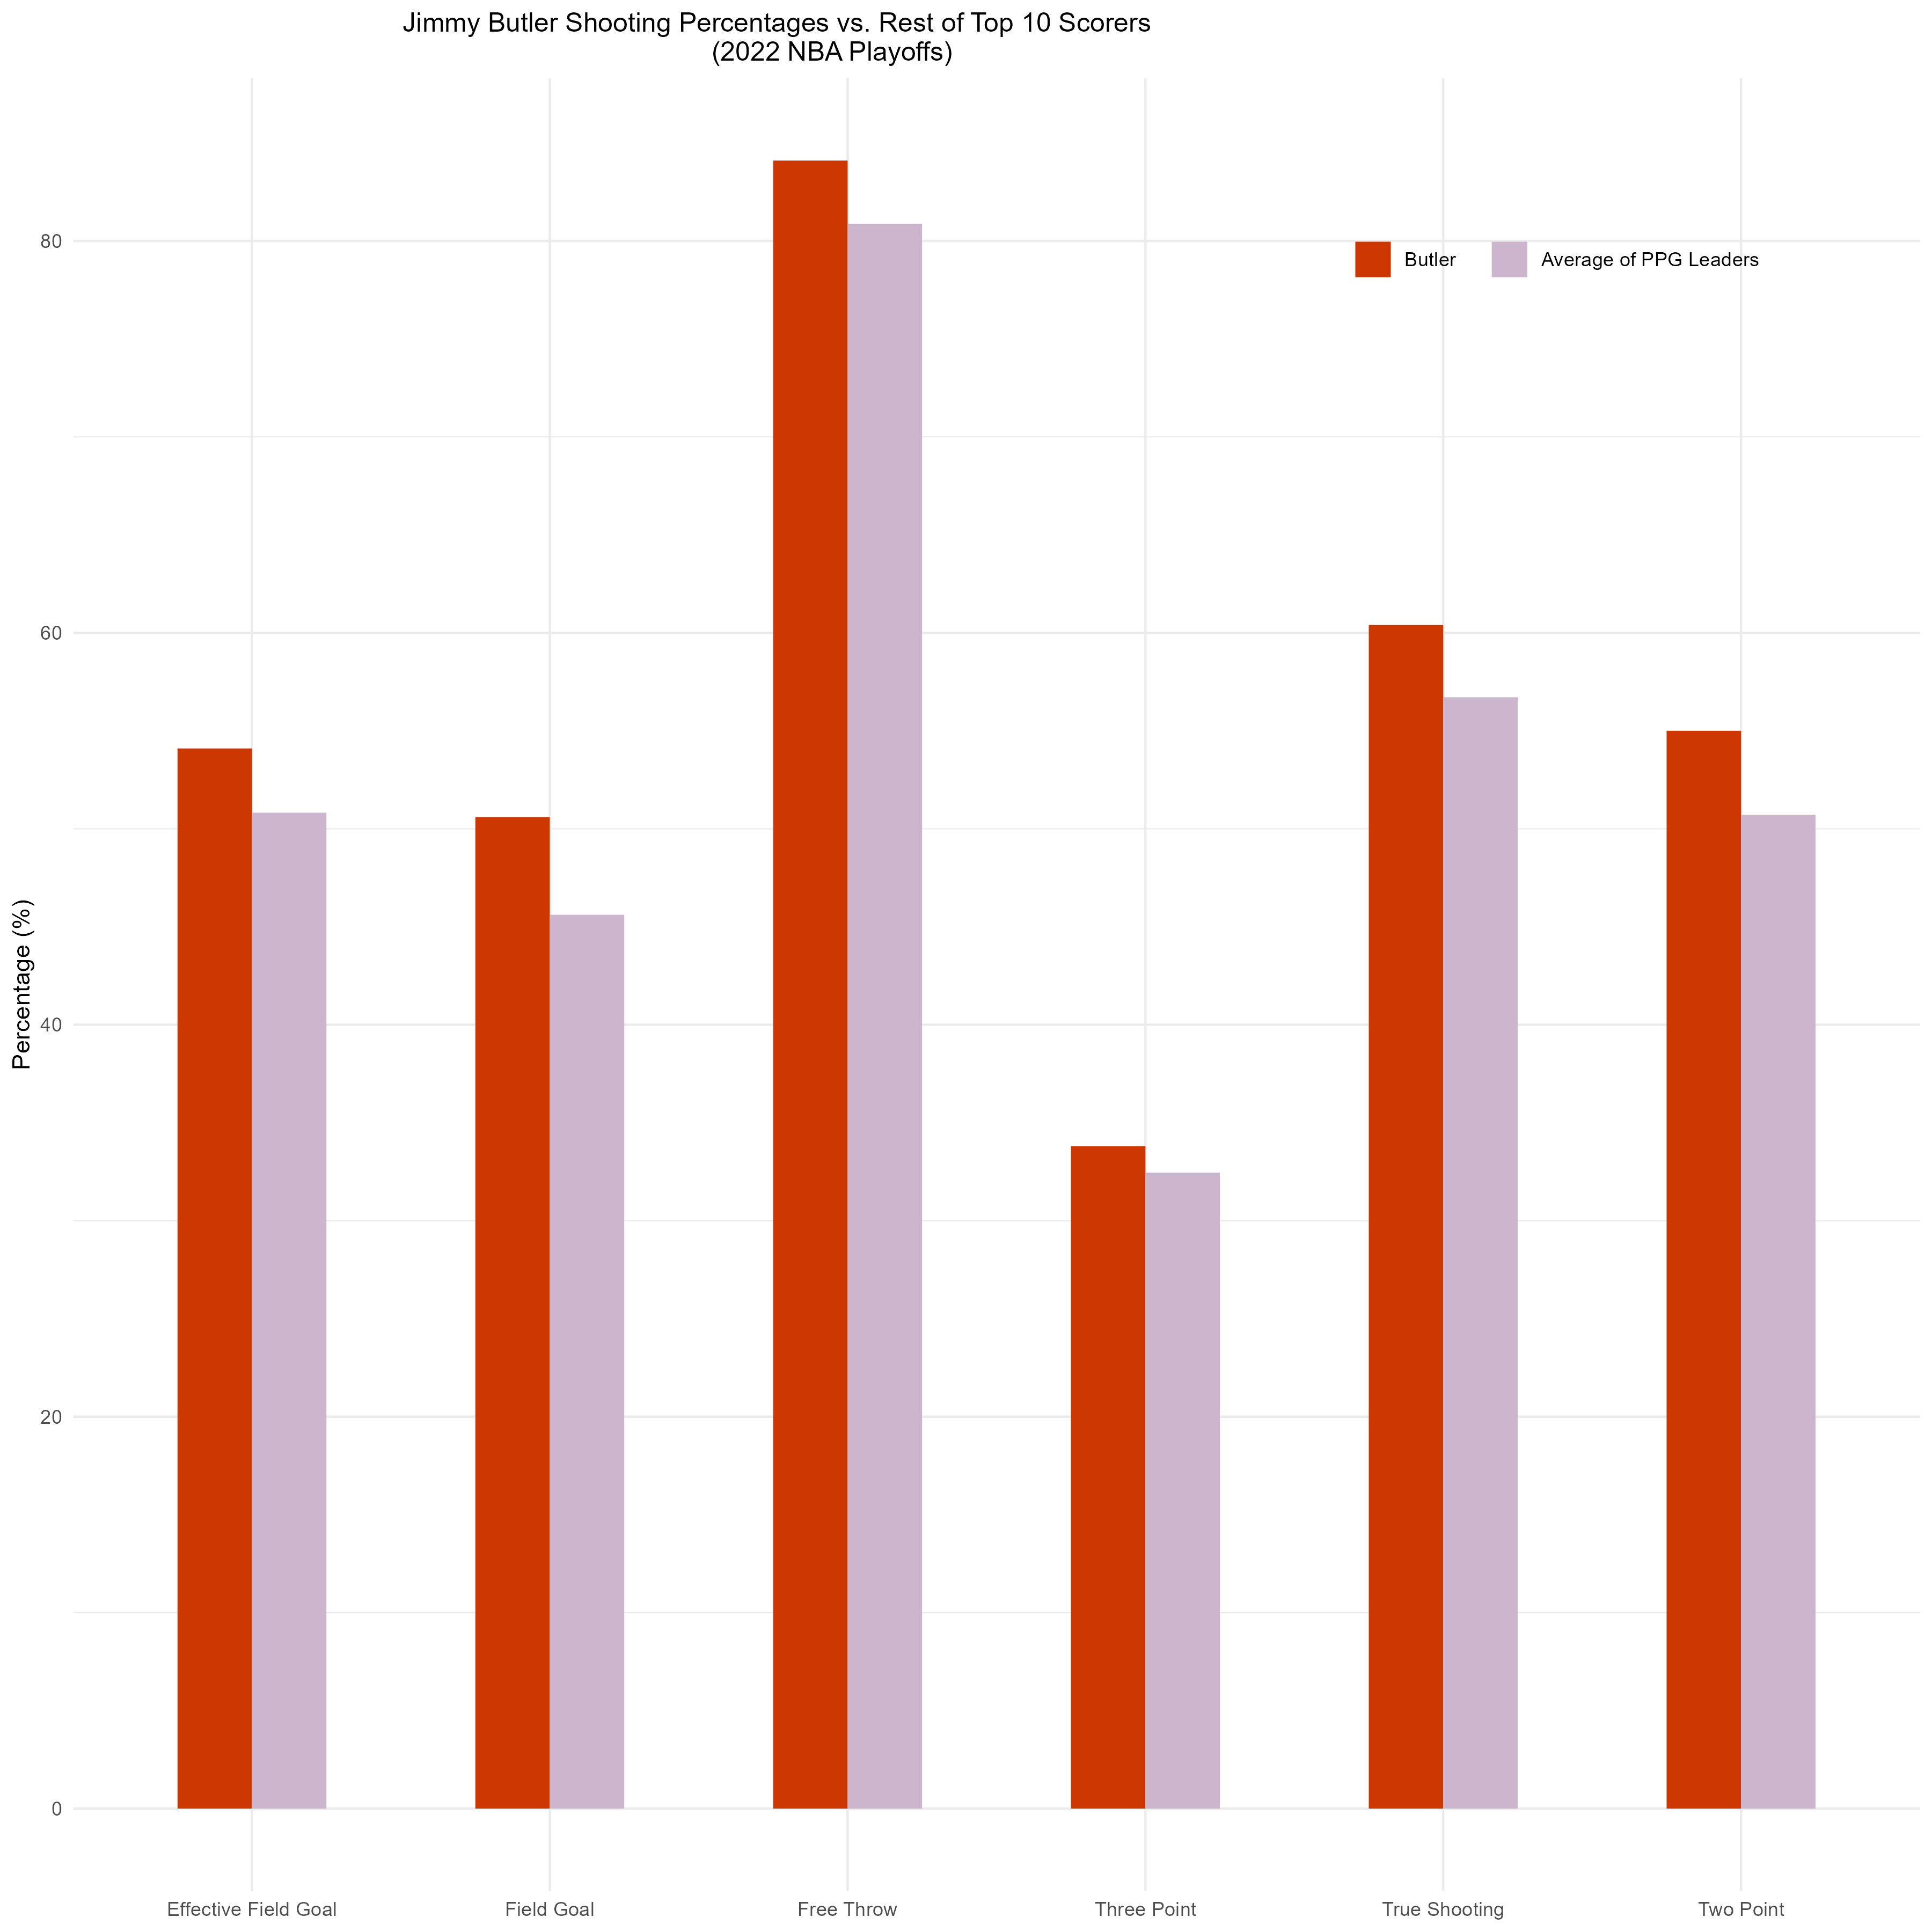 Jimmy Butler Shooting Percentages vs. Rest of Top 10 Scorers
(2022 NBA Playoffs)
80
60
40
20
0
Percentage (%)
Butler
Average of PPG Leaders
Effective Field Goal
Field Goal
Free Throw
Three Point
True Shooting
Two Point